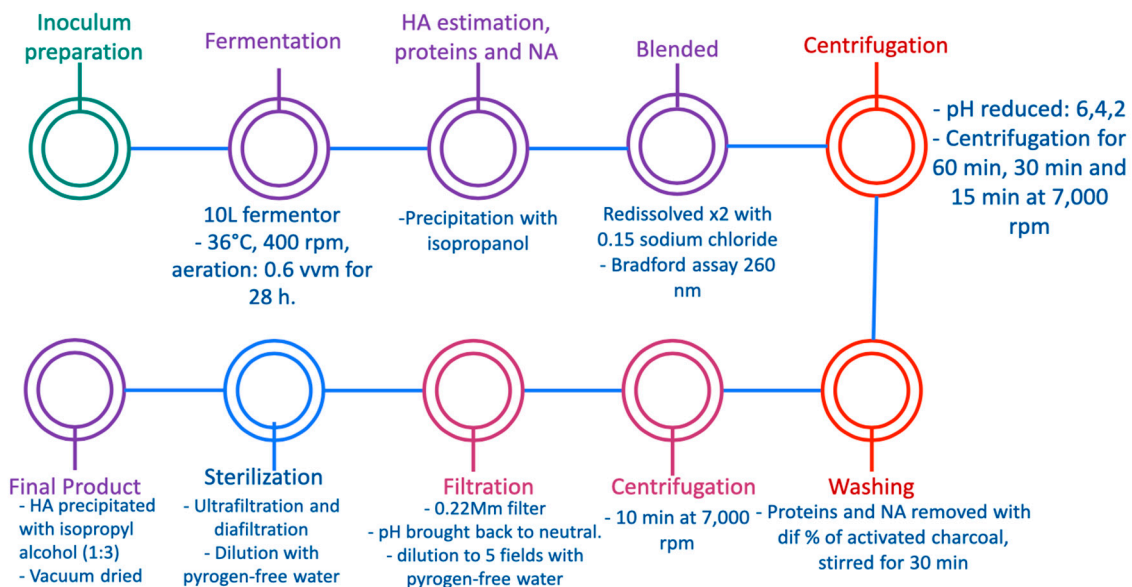 Inoculum
preparation
Fermentation
HA estimation,
proteins and NA
Blended
Centrifugation
10L fermentor
- 36°C, 400 rpm,
aeration: 0.6 vvm for
28 h.
-Precipitation with
isopropanol
Redissolved x2 with
0.15 sodium chloride
- Bradford assay 260
nm
- pH reduced: 6,4,2
- Centrifugation for
60 min, 30 min and
15 min at 7,000
rpm
Final Product
- HA precipitated
with isopropyl
alcohol (1:3)
- Vacuum dried
Sterilization
- Ultrafiltration and
diafiltration
- Dilution with
pyrogen-free water
Filtration
- 0.22Mm filter
- pH brought back to neutral.
- dilution to 5 fields with
pyrogen-free water
Centrifugation
- 10 min at 7,000
rpm
Washing
- Proteins and NA removed with
dif % of activated charcoal,
stirred for 30 min